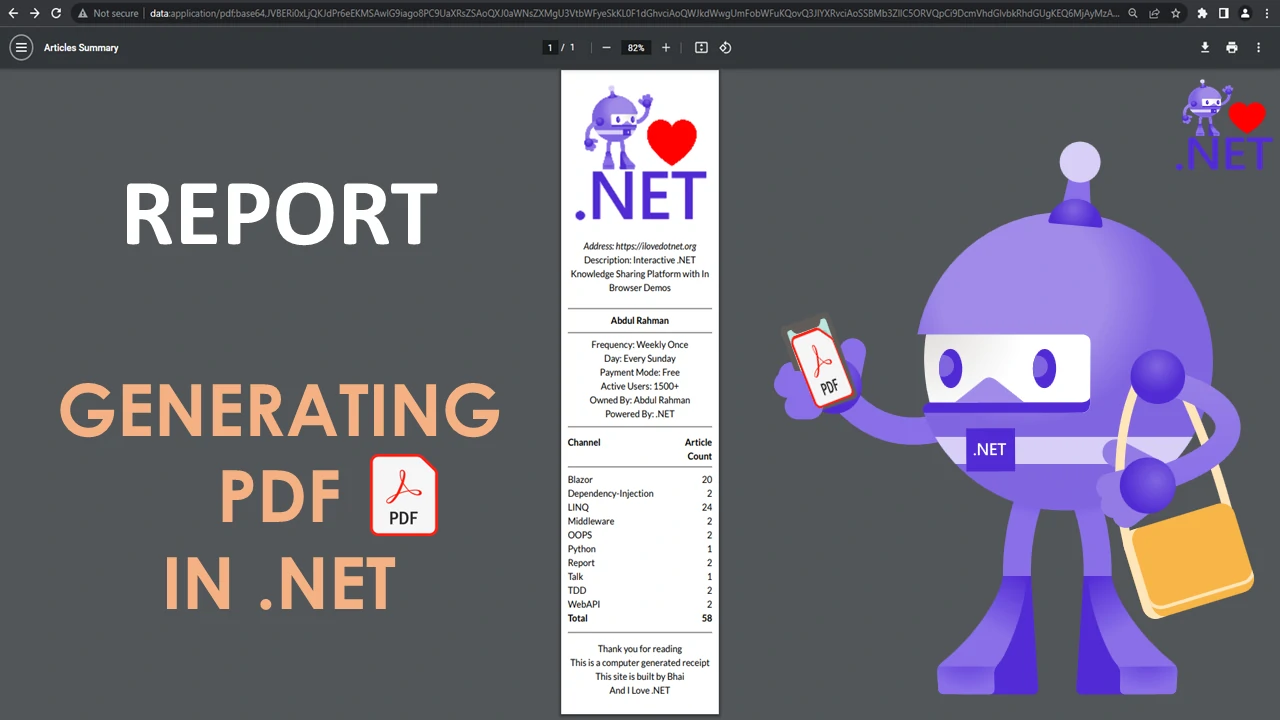 Not secure
data:application/pdf;base64,
Articles Summary
1 / 1
82%
REPORT
GENERATING
PDF
PDF
IN .NET
.NET
Address: https://ilovedotnet.org
Description: Interactive .NET
Knowledge Sharing Platform with In
Browser Demos
Abdul Rahman
Frequency: Weekly Once
Day: Every Sunday
Payment Mode: Free
Active Users: 1500+
Owned By: Abdul Rahman
Powered By: .NET
Channel Article
Count
Blazor 20
Dependency-Injection 2
LINQ 24
Middleware 2
OOPS 2
Python 1
Report 2
Talk 1
TDD 2
WebAPI 2
Total 58
Thank you for reading
This is a computer generated receipt
This site is built by Bhai
And I Love .NET
.NET
PDF
.NET